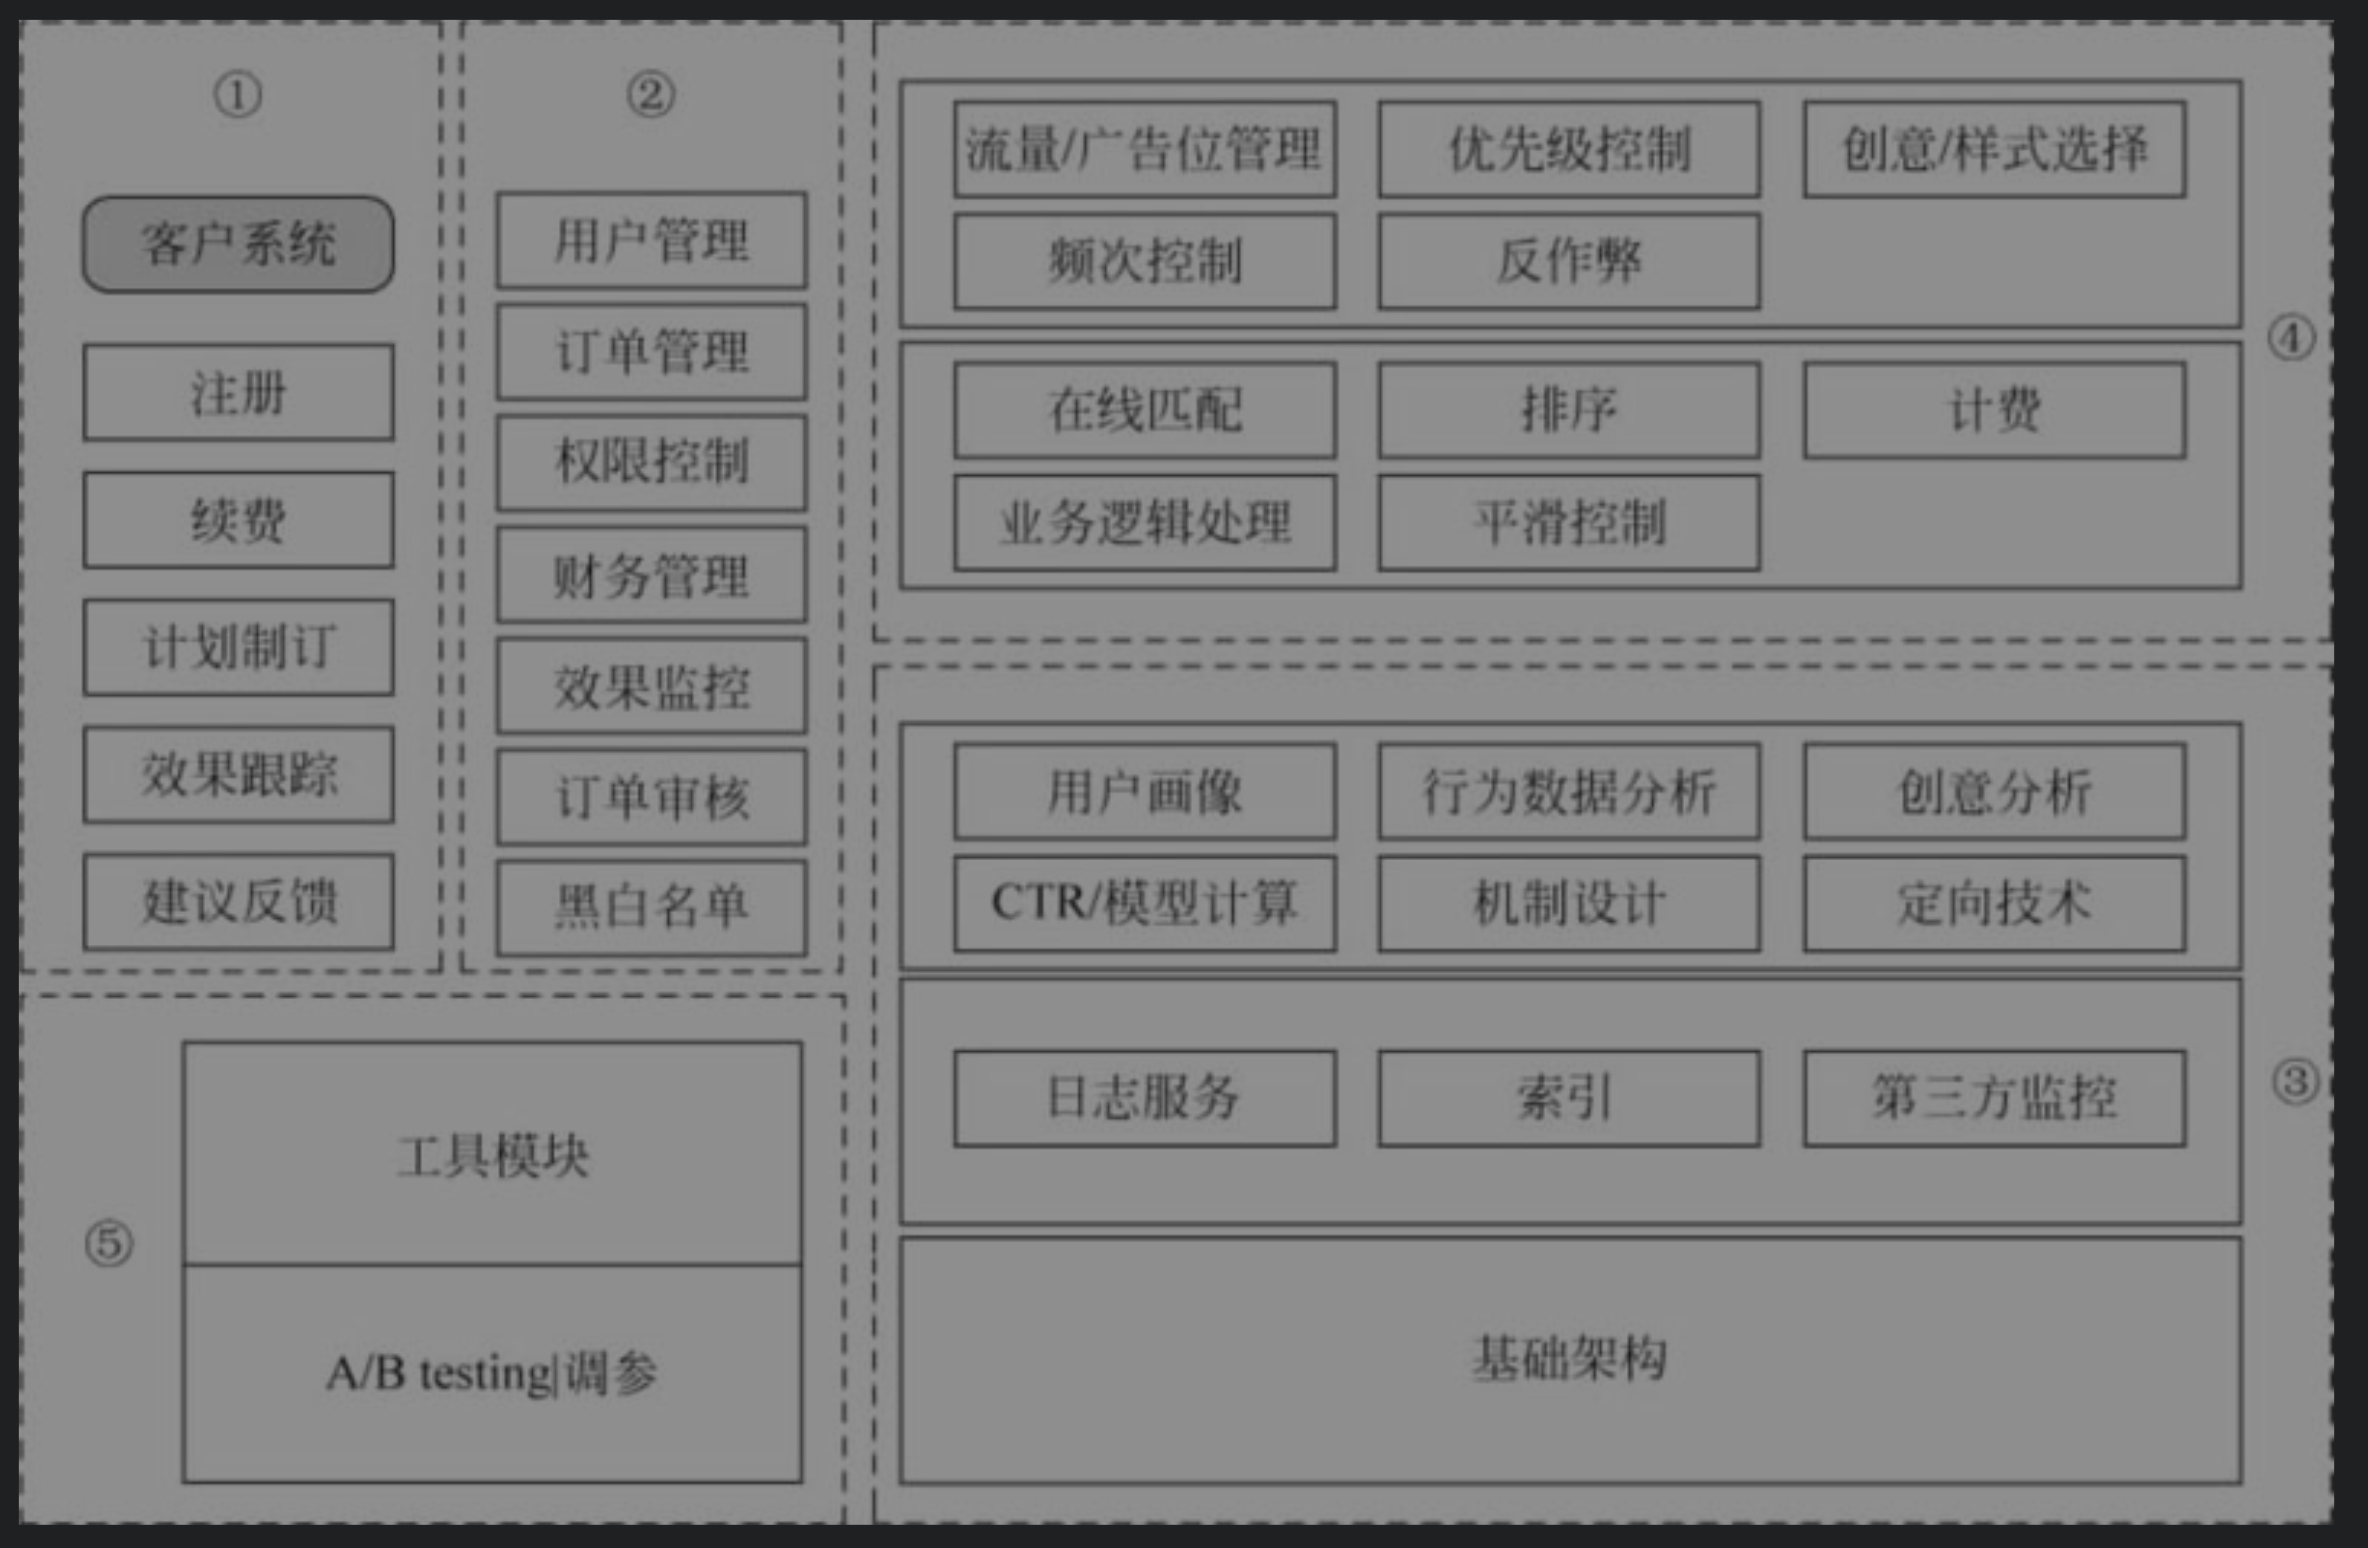 ①
客户系统
注册
续费
计划制订
效果跟踪
建议反馈
②
用户管理
订单管理
权限控制
财务管理
效果监控
订单审核
黑白名单
④
流量/广告位管理
优先级控制
创意/样式选择
频次控制
反作弊
在线匹配
排序
计费
业务逻辑处理
平滑控制
③
用户画像
行为数据分析
创意分析
CTR/模型计算
机制设计
定向技术
日志服务
索引
第三方监控
基础架构
⑤
工具模块
A/B testing|调参